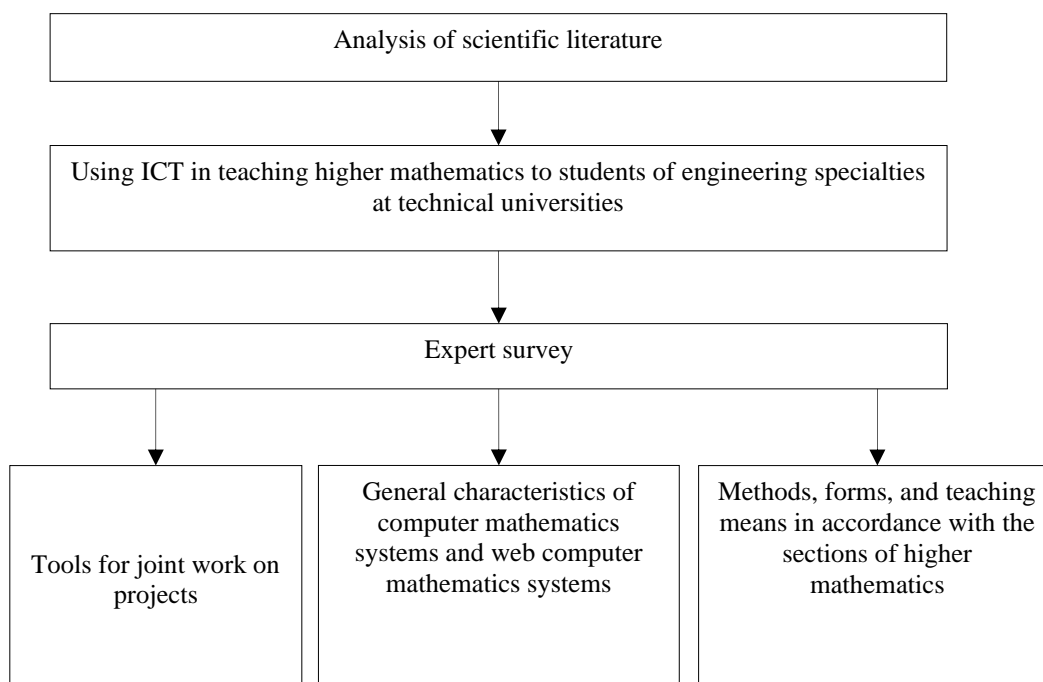 Analysis of scientific literature
Using ICT in teaching higher mathematics to students of engineering specialties
at technical universities
Expert survey
Tools for joint work on
projects
General characteristics of
computer mathematics
systems and web computer
mathematics systems
Methods, forms, and teaching
means in accordance with the
sections of higher
mathematics